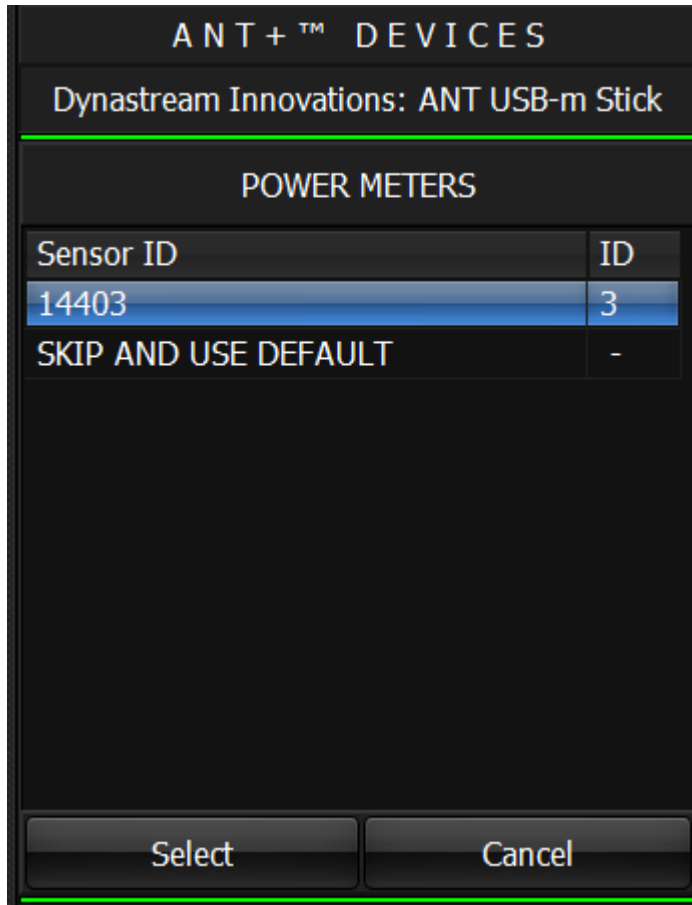 ANT+™ DEVICES
Dynastream Innovations: ANT USB-m Stick
POWER METERS
Sensor ID ID
14403 3
SKIP AND USE DEFAULT -
Select Cancel